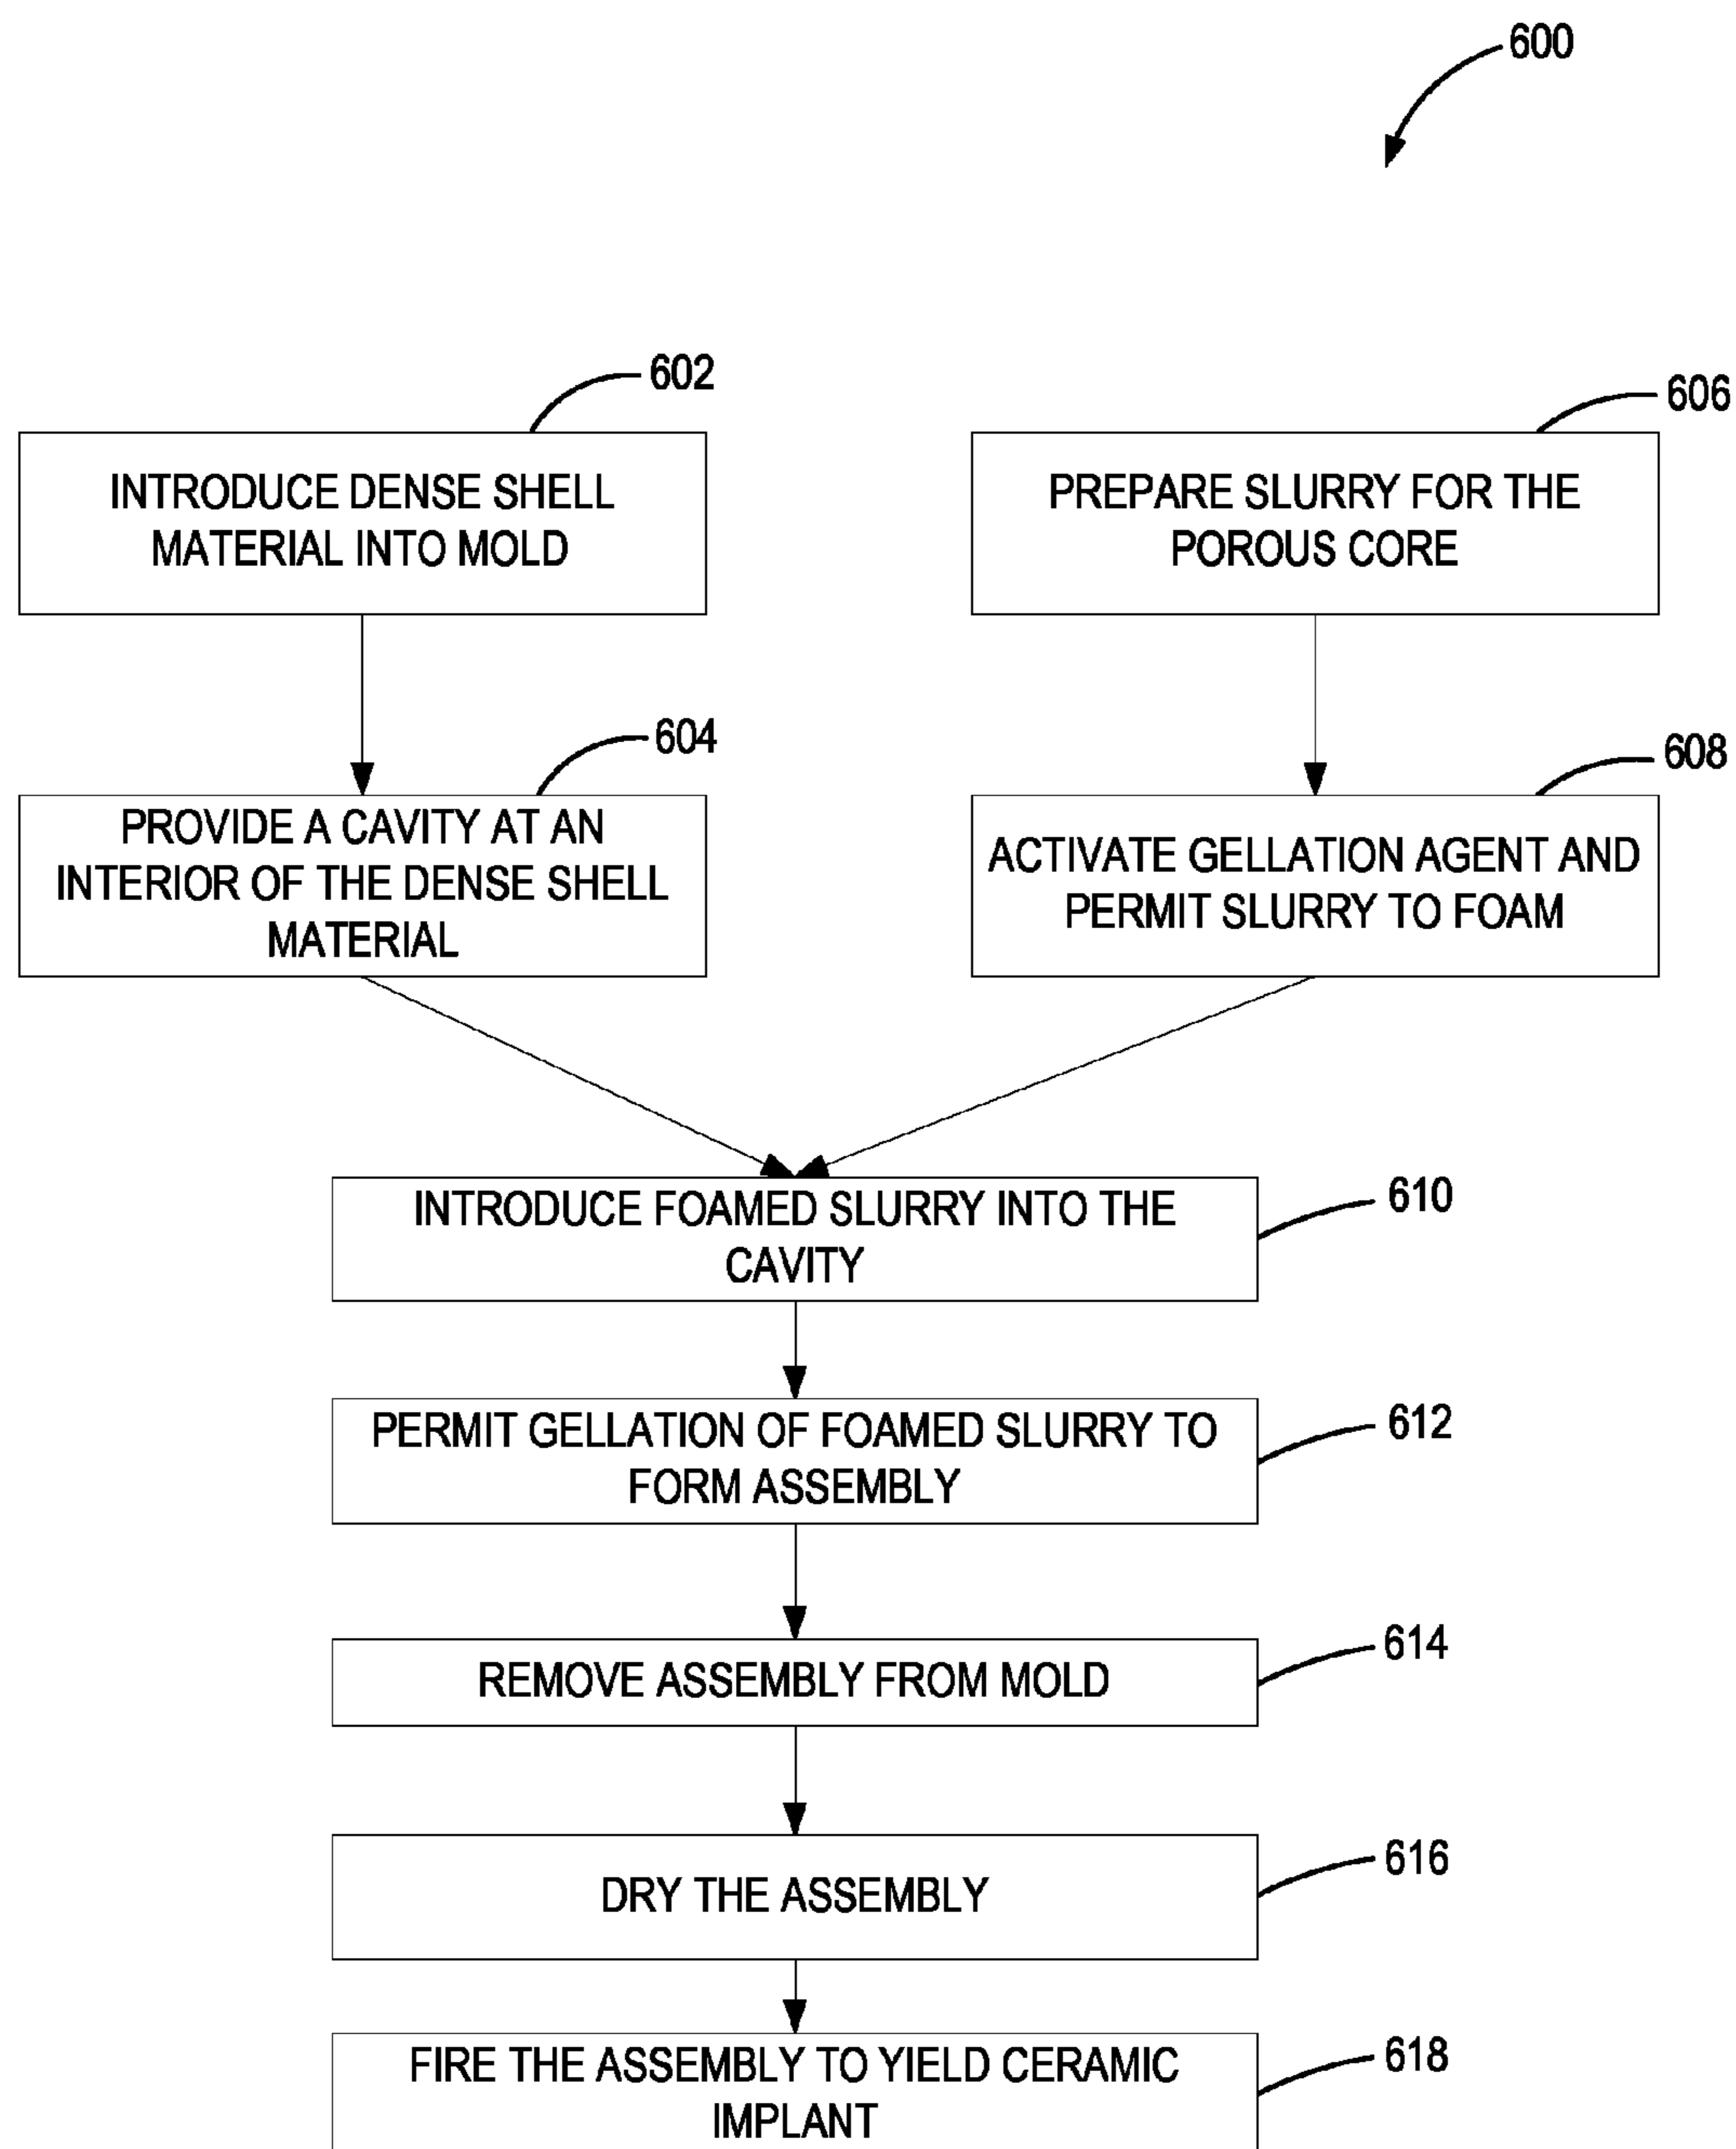 600
602
INTRODUCE DENSE SHELL
MATERIAL INTO MOLD
606
PREPARE SLURRY FOR THE
POROUS CORE
604
PROVIDE A CAVITY AT AN
INTERIOR OF THE DENSE SHELL
MATERIAL
608
ACTIVATE GELLATION AGENT AND
PERMIT SLURRY TO FOAM
610
INTRODUCE FOAMED SLURRY INTO THE
CAVITY
612
PERMIT GELLATION OF FOAMED SLURRY TO
FORM ASSEMBLY
614
REMOVE ASSEMBLY FROM MOLD
616
DRY THE ASSEMBLY
618
FIRE THE ASSEMBLY TO YIELD CERAMIC
IMPLANT